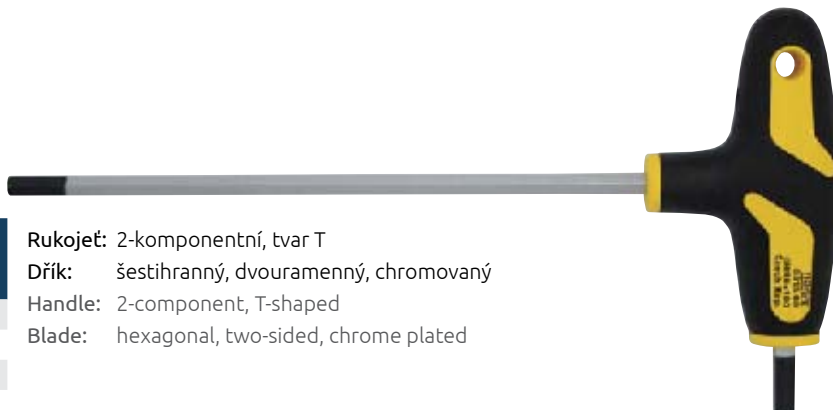 Rukojeť: 2-komponentní, tvar T
Dřík: šestihranný, dvouramenný, chromovaný
Handle: 2-component, T-shaped
Blade: hexagonal, two-sided, chrome plated